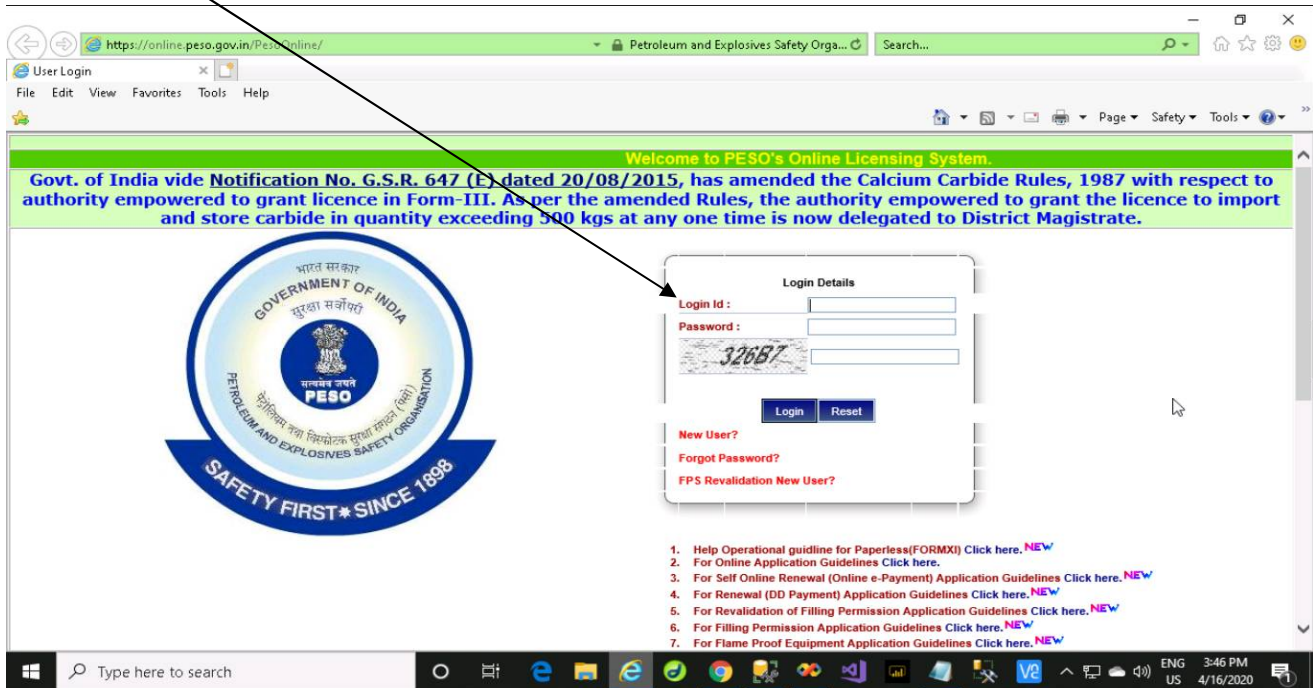 https://online.peso.gov.in/PesoOnline/
Petroleum and Explosives Safety Orga...
Search...
User Login
File Edit View Favorites Tools Help
Page Safety Tools
Welcome to PESO's Online Licensing System.
Govt. of India vide Notification No. G.S.R. 647 (E) dated 20/08/2015, has amended the Calcium Carbide Rules, 1987 with respect to
authority empowered to grant licence in Form-III. As per the amended Rules, the authority empowered to grant the licence to import
and store carbide in quantity exceeding 500 kgs at any one time is now delegated to District Magistrate.
भारत सरकार
GOVERNMENT OF INDIA
सुरक्षा सर्वोपरी
सत्यमेव जयते
PESO
पेट्रोलियम तथा विस्फोटक सुरक्षा संगठन (पेसो)
PETROLEUM AND EXPLOSIVES SAFETY ORGANISATION
SAFETY FIRST * SINCE 1898
Login Details
Login Id :
Password :
326B7
Login Reset
New User?
Forgot Password?
FPS Revalidation New User?
1. Help Operational guidline for Paperless(FORMXI) Click here. NEW
2. For Online Application Guidelines Click here.
3. For Self Online Renewal (Online e-Payment) Application Guidelines Click here. NEW
4. For Renewal (DD Payment) Application Guidelines Click here. NEW
5. For Revalidation of Filling Permission Application Guidelines Click here. NEW
6. For Filling Permission Application Guidelines Click here. NEW
7. For Flame Proof Equipment Application Guidelines Click here. NEW
Type here to search
ENG
US
3:46 PM
4/16/2020